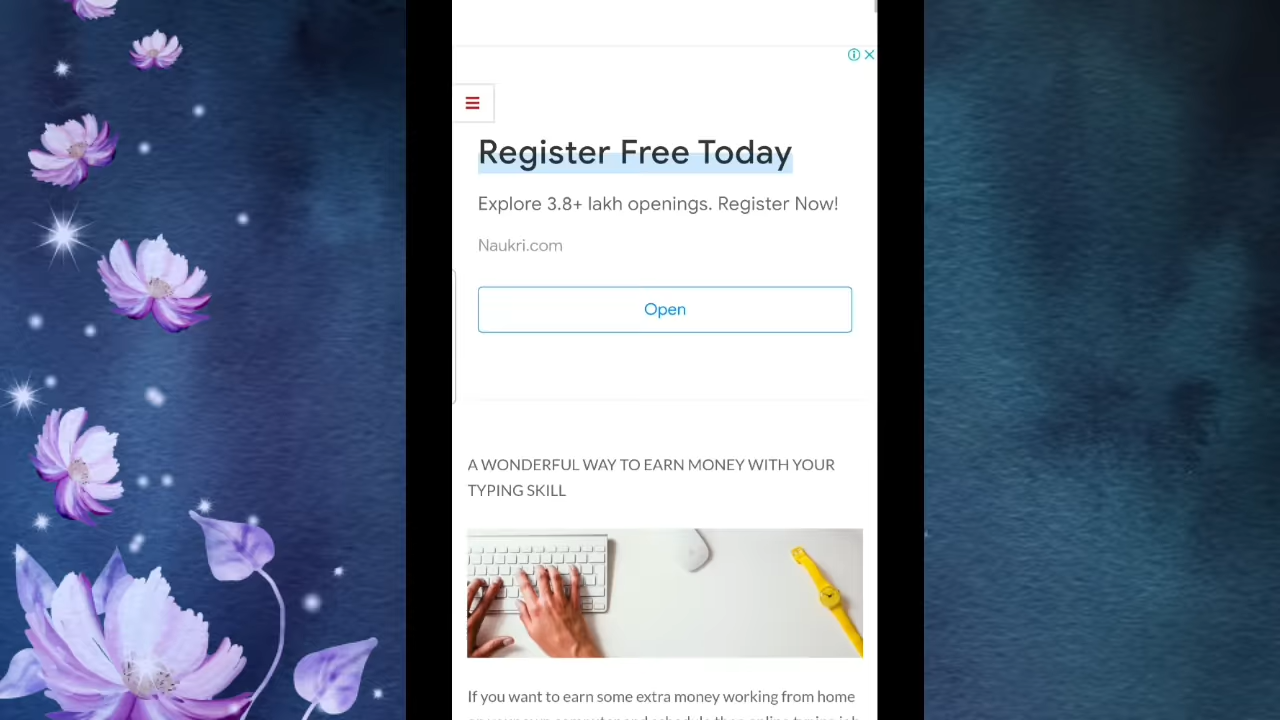 Register Free Today
Explore 3.8+ lakh openings. Register Now!
Naukri.com
Open
A WONDERFUL WAY TO EARN MONEY WITH YOUR
TYPING SKILL
If you want to earn some extra money working from home